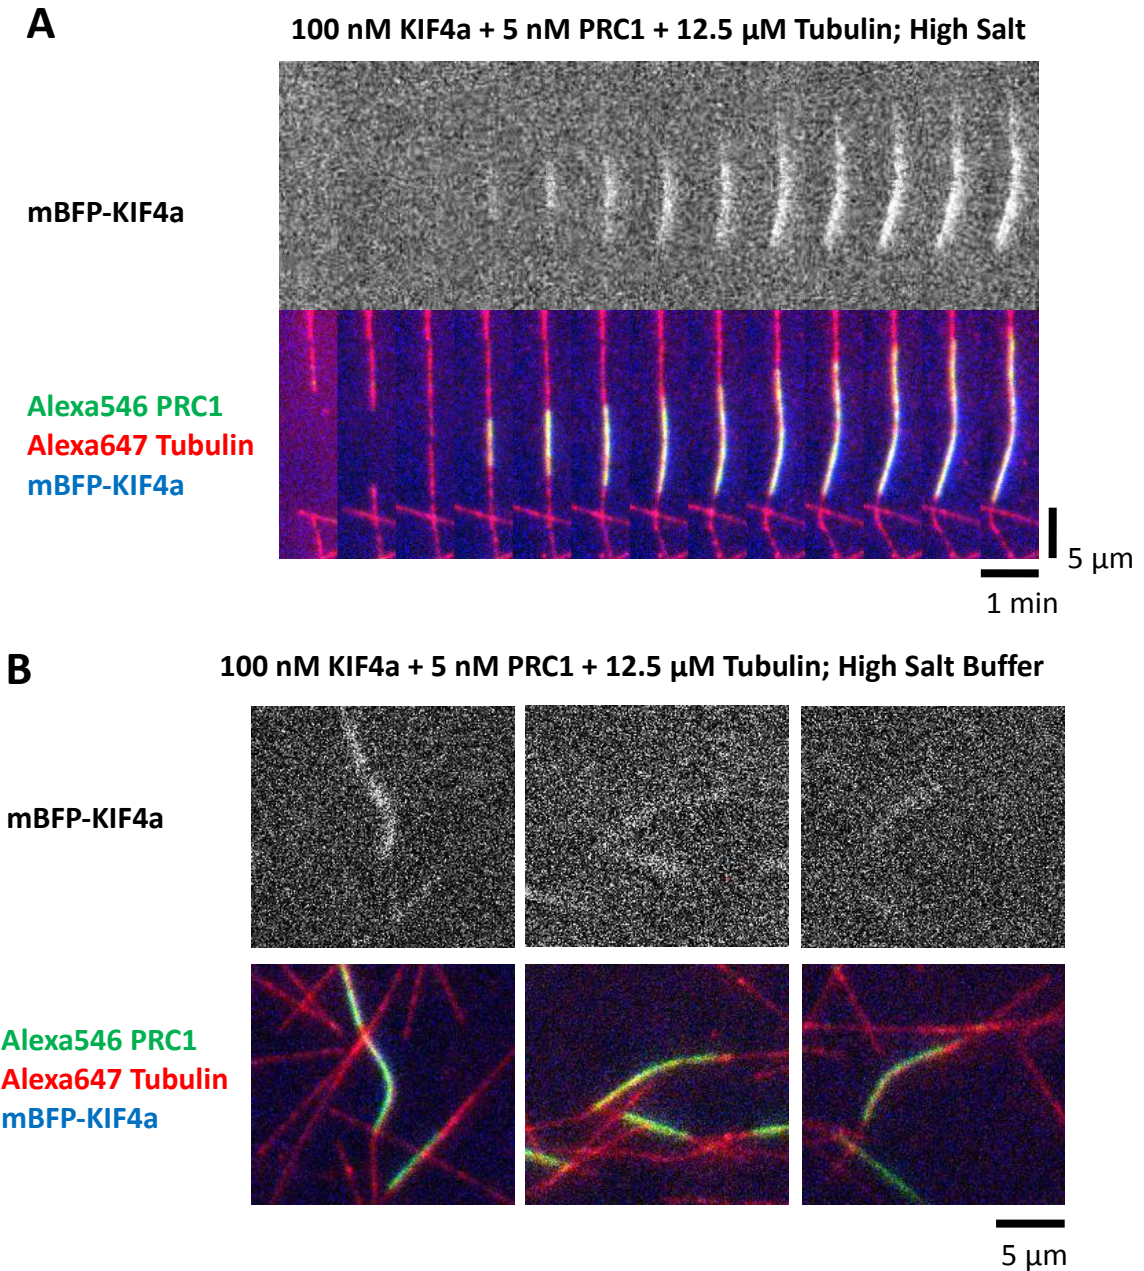 A
100 nM KIF4a + 5 nM PRC1 + 12.5 µM Tubulin; High Salt
mBFP-KIF4a
Alexa546 PRC1
Alexa647 Tubulin
mBFP-KIF4a
5 µm
1 min
B
100 nM KIF4a + 5 nM PRC1 + 12.5 µM Tubulin; High Salt Buffer
mBFP-KIF4a
Alexa546 PRC1
Alexa647 Tubulin
mBFP-KIF4a
5 µm